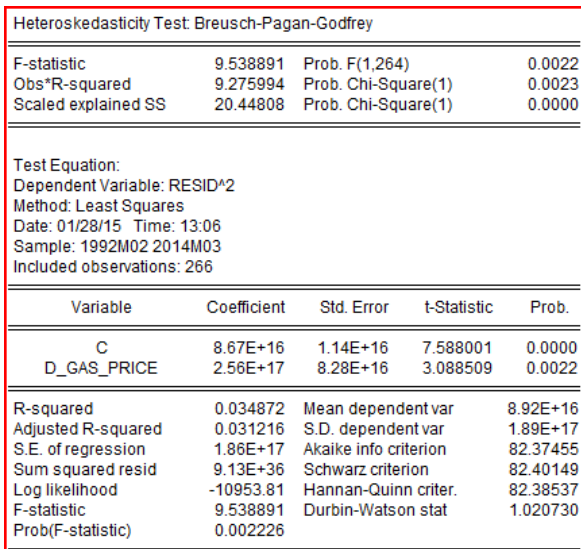 Heteroskedasticity Test: Breusch-Pagan-Godfrey
F-statistic 9.538891 Prob. F(1,264) 0.0022
Obs*R-squared 9.275994 Prob. Chi-Square(1) 0.0023
Scaled explained SS 20.44808 Prob. Chi-Square(1) 0.0000
Test Equation:
Dependent Variable: RESID^2
Method: Least Squares
Date: 01/28/15 Time: 13:06
Sample: 1992M02 2014M03
Included observations: 266
Variable Coefficient Std. Error t-Statistic Prob.
C 8.67E+16 1.14E+16 7.588001 0.0000
D_GAS_PRICE 2.56E+17 8.28E+16 3.088509 0.0022
R-squared 0.034872 Mean dependent var 8.92E+16
Adjusted R-squared 0.031216 S.D. dependent var 1.89E+17
S.E. of regression 1.86E+17 Akaike info criterion 82.37455
Sum squared resid 9.13E+36 Schwarz criterion 82.40149
Log likelihood -10953.81 Hannan-Quinn criter. 82.38537
F-statistic 9.538891 Durbin-Watson stat 1.020730
Prob(F-statistic) 0.002226